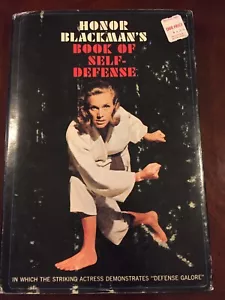 HONOR
BLACKMAN'S
BOOK OF
SELF-
DEFENSE
IN WHICH THE STRIKING ACTRESS DEMONSTRATES "DEFENSE GALORE"